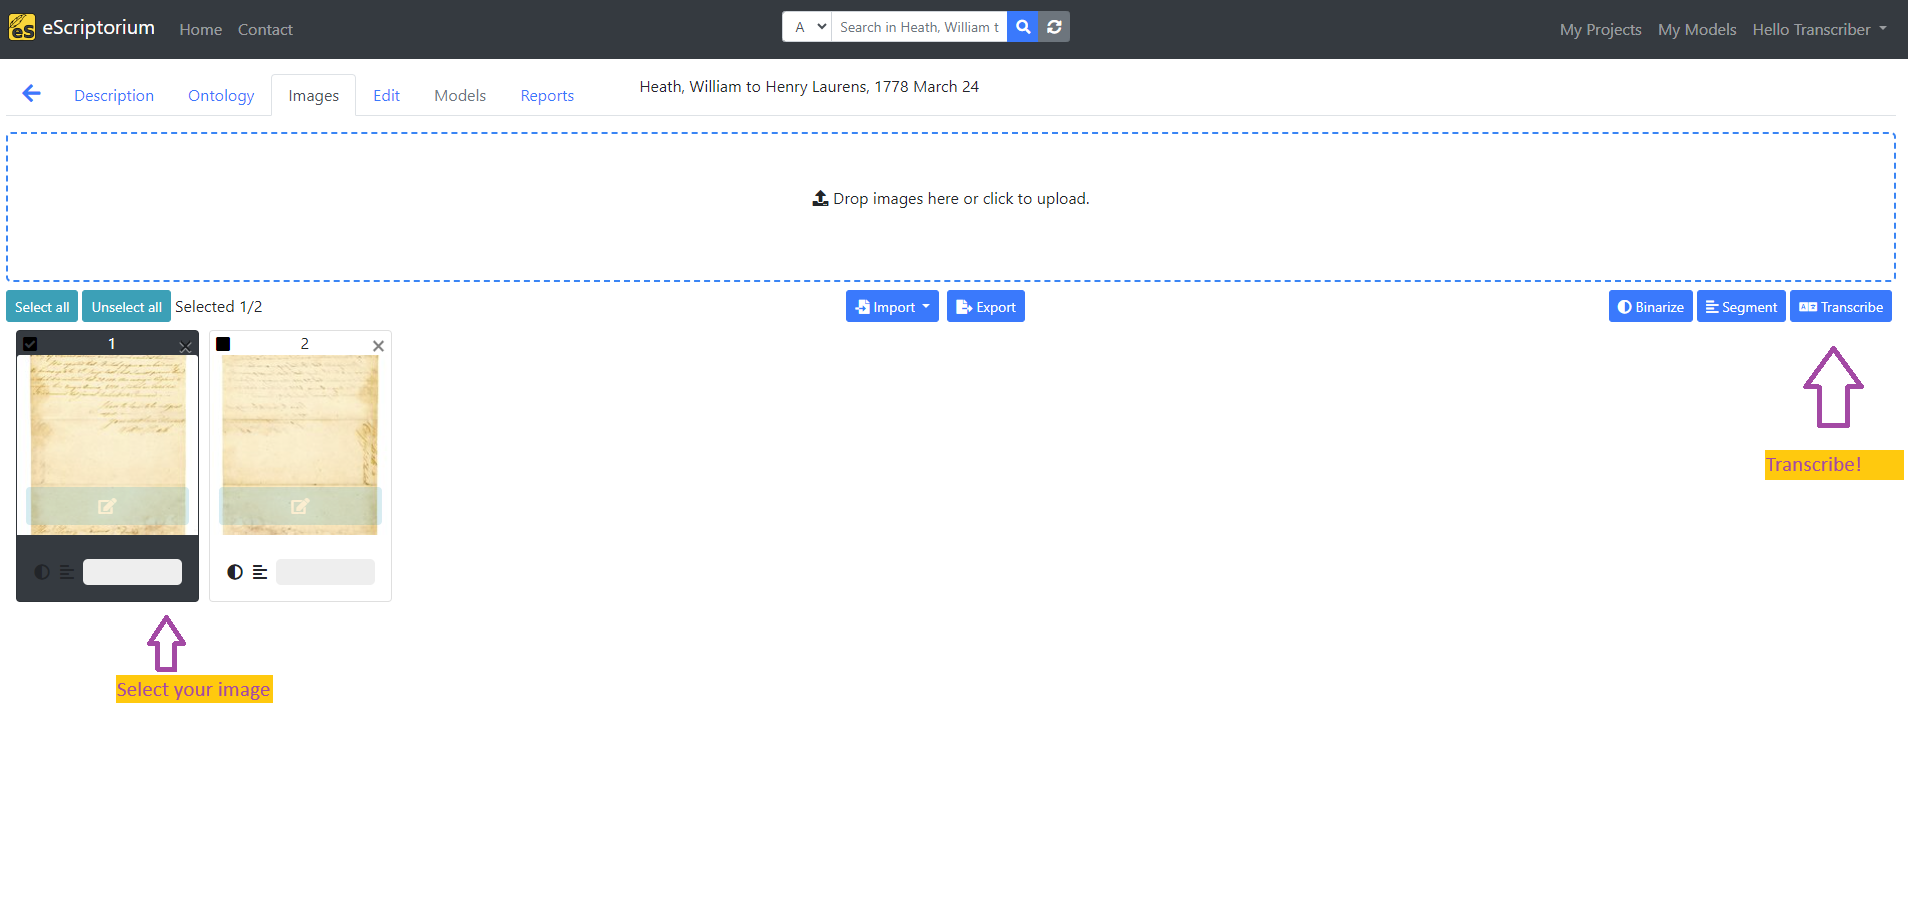 es eScriptorium Home Contact A Search in Heath, William t My Projects My Models Hello Transcriber
Description Ontology Images Edit Models Reports Heath, William to Henry Laurens, 1778 March 24
Drop images here or click to upload.
Select all Unselect all Selected 1/2 Import Export Binarize Segment Transcribe
1 2
Transcribe!
Select your image